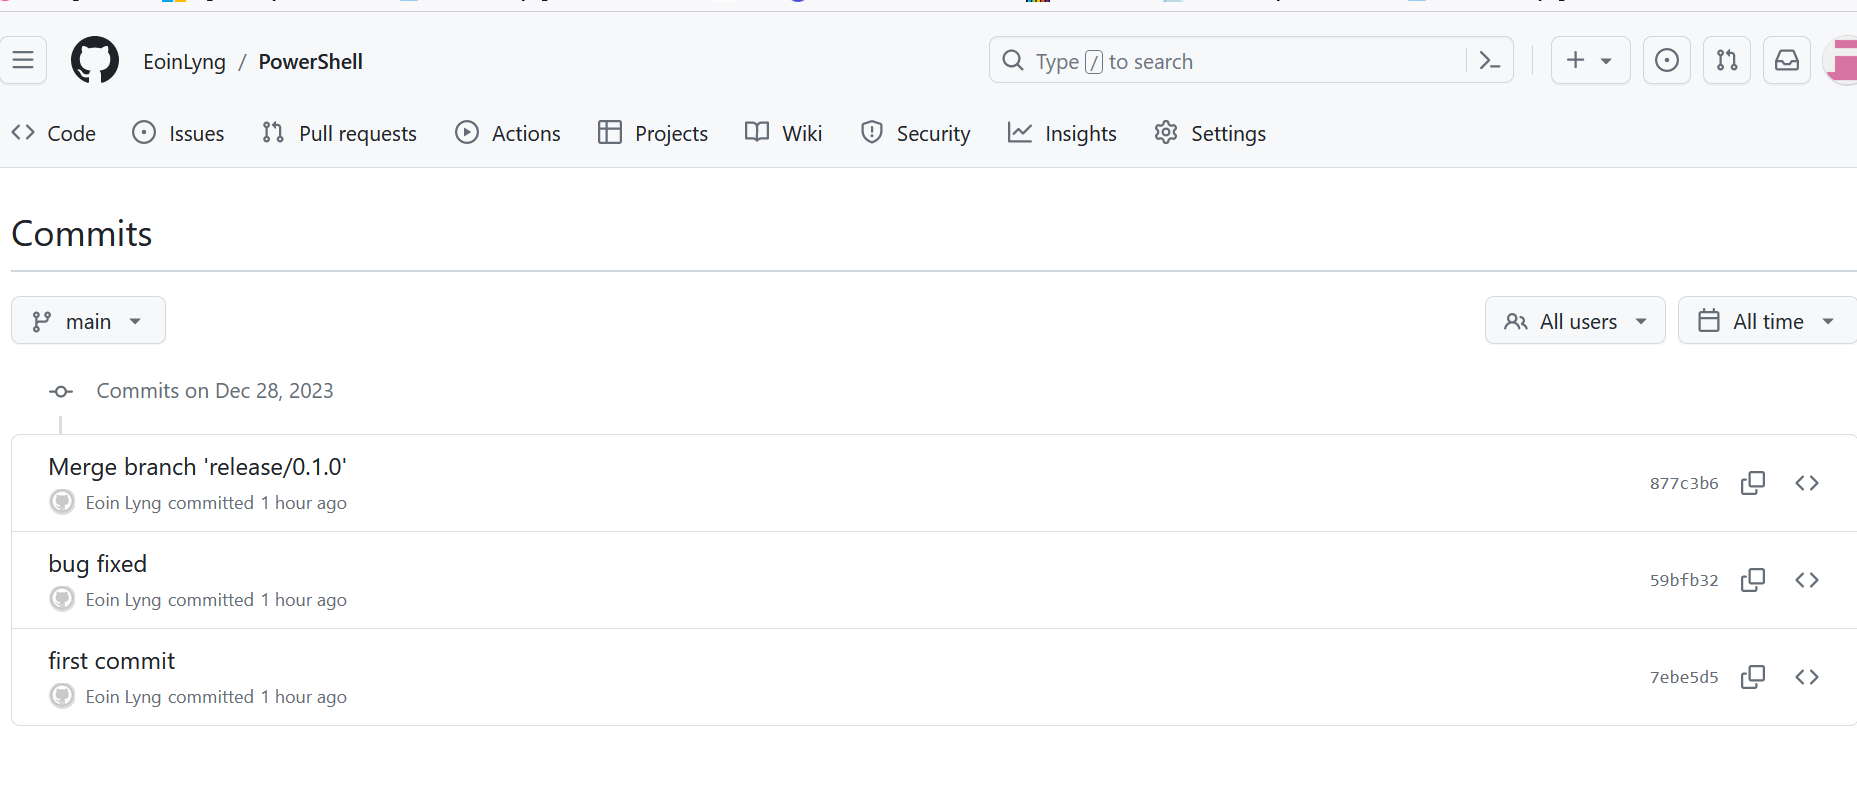 EoinLyng / PowerShell
Type / to search
Code Issues Pull requests Actions Projects Wiki Security Insights Settings
Commits
main
All users
All time
Commits on Dec 28, 2023
Merge branch 'release/0.1.0'
Eoin Lyng committed 1 hour ago
877c3b6
bug fixed
Eoin Lyng committed 1 hour ago
59bfb32
first commit
Eoin Lyng committed 1 hour ago
7ebe5d5